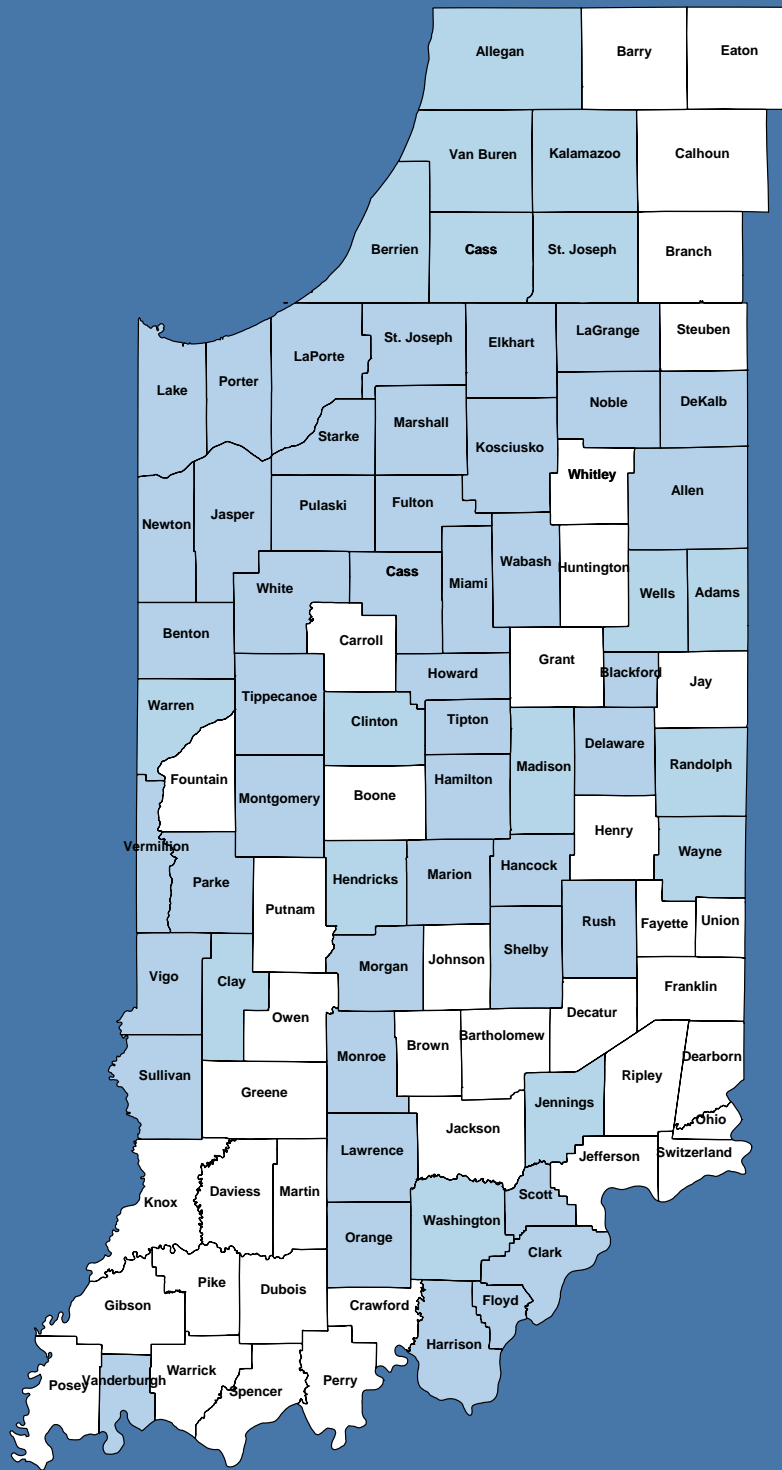 Allegan
Barry
Eaton
Van Buren
Kalamazoo
Calhoun
Berrien
Cass
St. Joseph
Branch
Lake
Porter
LaPorte
St. Joseph
Elkhart
LaGrange
Steuben
Noble
DeKalb
Starke
Marshall
Kosciusko
Whitley
Allen
Newton
Jasper
Pulaski
Fulton
White
Cass
Miami
Wabash
Huntington
Wells
Adams
Benton
Carroll
Howard
Grant
Blackford
Jay
Warren
Tippecanoe
Clinton
Tipton
Madison
Delaware
Randolph
Fountain
Montgomery
Boone
Hamilton
Henry
Wayne
Vermillion
Parke
Putnam
Hendricks
Marion
Hancock
Rush
Fayette
Union
Vigo
Clay
Owen
Morgan
Johnson
Shelby
Decatur
Franklin
Sullivan
Greene
Monroe
Brown
Bartholomew
Jennings
Ripley
Dearborn
Ohio
Switzerland
Knox
Daviess
Martin
Lawrence
Jackson
Scott
Jefferson
Orange
Washington
Clark
Gibson
Pike
Dubois
Crawford
Floyd
Harrison
Posey
Vanderburgh
Warrick
Spencer
Perry